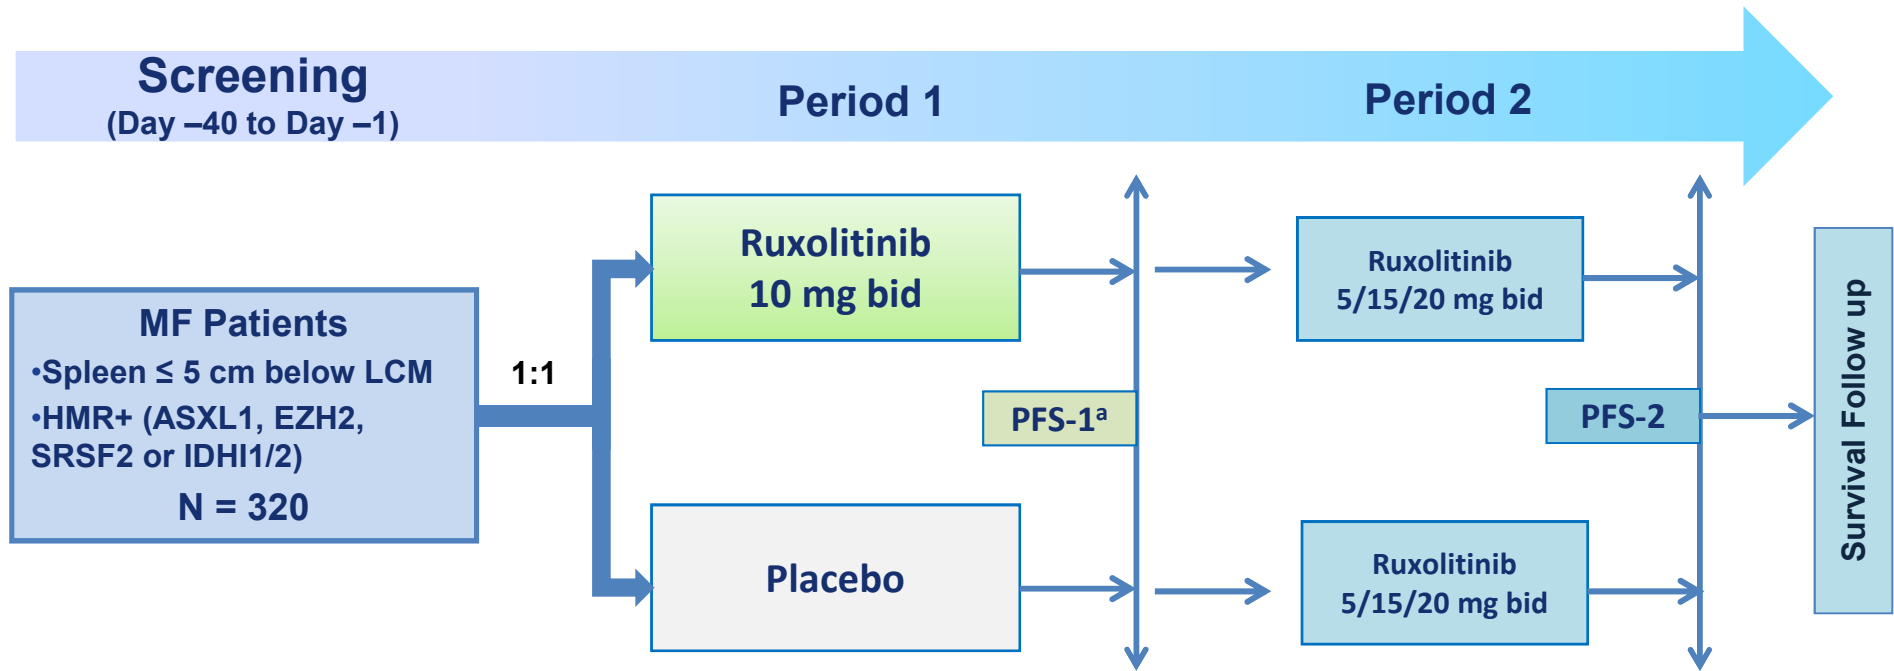 Screening
(Day –40 to Day –1)
Period 1
Period 2
MF Patients
•Spleen ≤ 5 cm below LCM
•HMR+ (ASXL1, EZH2,
SRSF2 or IDHI1/2)
N = 320
1:1
Ruxolitinib
10 mg bid
Placebo
PFS-1ᵃ
Ruxolitinib
5/15/20 mg bid
Ruxolitinib
5/15/20 mg bid
PFS-2
Survival Follow up